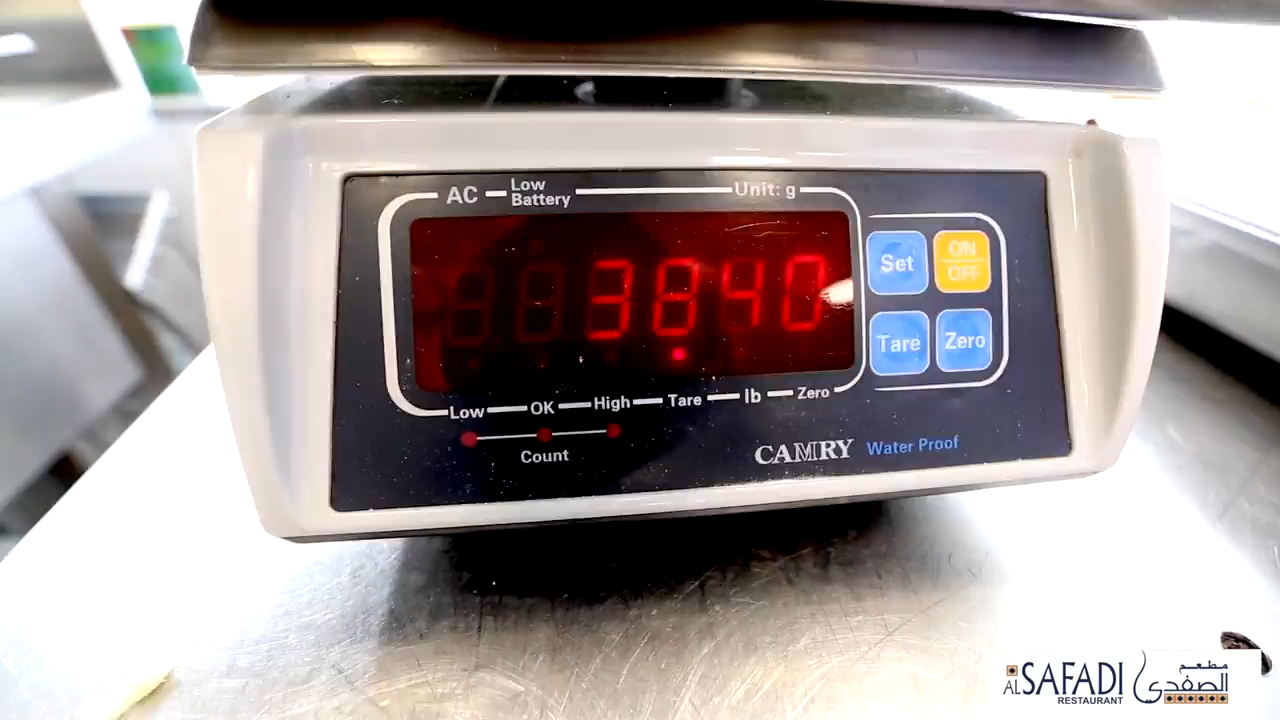 AC Low Battery Unit: g
3840
Set ON OFF
Tare Zero
Low OK High Tare lb Zero
Count
CAMRY Water Proof
AL SAFADI
RESTAURANT
مطعم
الصفدي